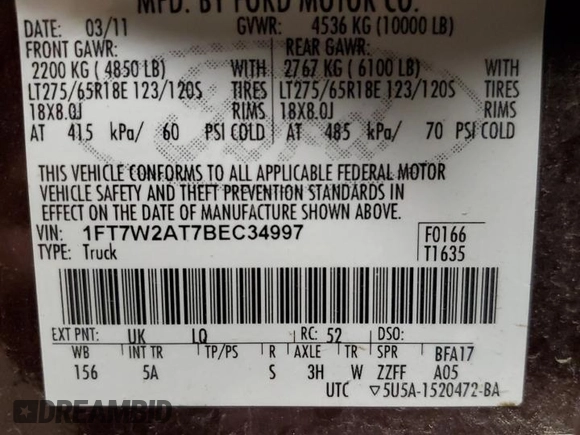 MFD. BY FORD MOTOR CO.
DATE: 03/11 GVWR: 4536 KG (10000 LB)
FRONT GAWR: REAR GAWR:
2200 KG ( 4850 LB) WITH 2767 KG ( 6100 LB) WITH
LT275/65R18E 123/120S TIRES LT275/65R18E 123/120S TIRES
18X8.0J RIMS 18X8.0J RIMS
AT 415 kPa/ 60 PSI COLD AT 485 kPa/ 70 PSI COLD
THIS VEHICLE CONFORMS TO ALL APPLICABLE FEDERAL MOTOR
VEHICLE SAFETY AND THEFT PREVENTION STANDARDS IN
EFFECT ON THE DATE OF MANUFACTURE SHOWN ABOVE.
VIN: 1FT7W2AT7BEC34997 F0166
TYPE: Truck T1635
EXT PNT: UK LQ RC: 52 DSO:
WB INT TR TP/PS R AXLE TR SPR BFA17
156 5A S 3H W ZZFF A05
UTC ▽5U5A-1520472-BA
DREAMBID